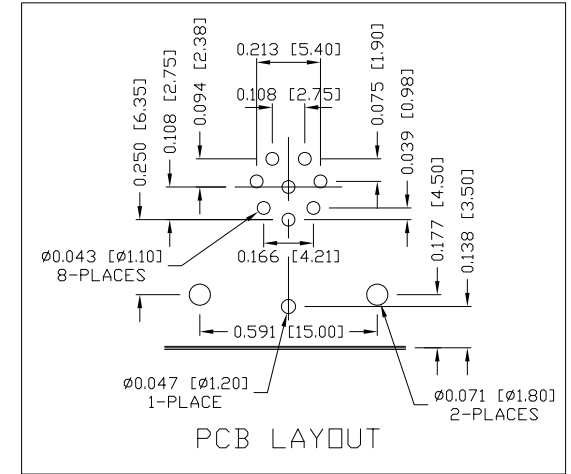 0.250 [6.35]
0.108 [2.75]
0.094 [2.38]
0.213 [5.40]
0.108 [2.75]
0.075 [1.90]
0.039 [0.98]
0.177 [4.50]
0.138 [3.50]
Ø0.043 [Ø1.10]
8-PLACES
0.166 [4.21]
0.591 [15.00]
Ø0.047 [Ø1.20]
1-PLACE
Ø0.071 [Ø1.80]
2-PLACES
PCB LAYOUT